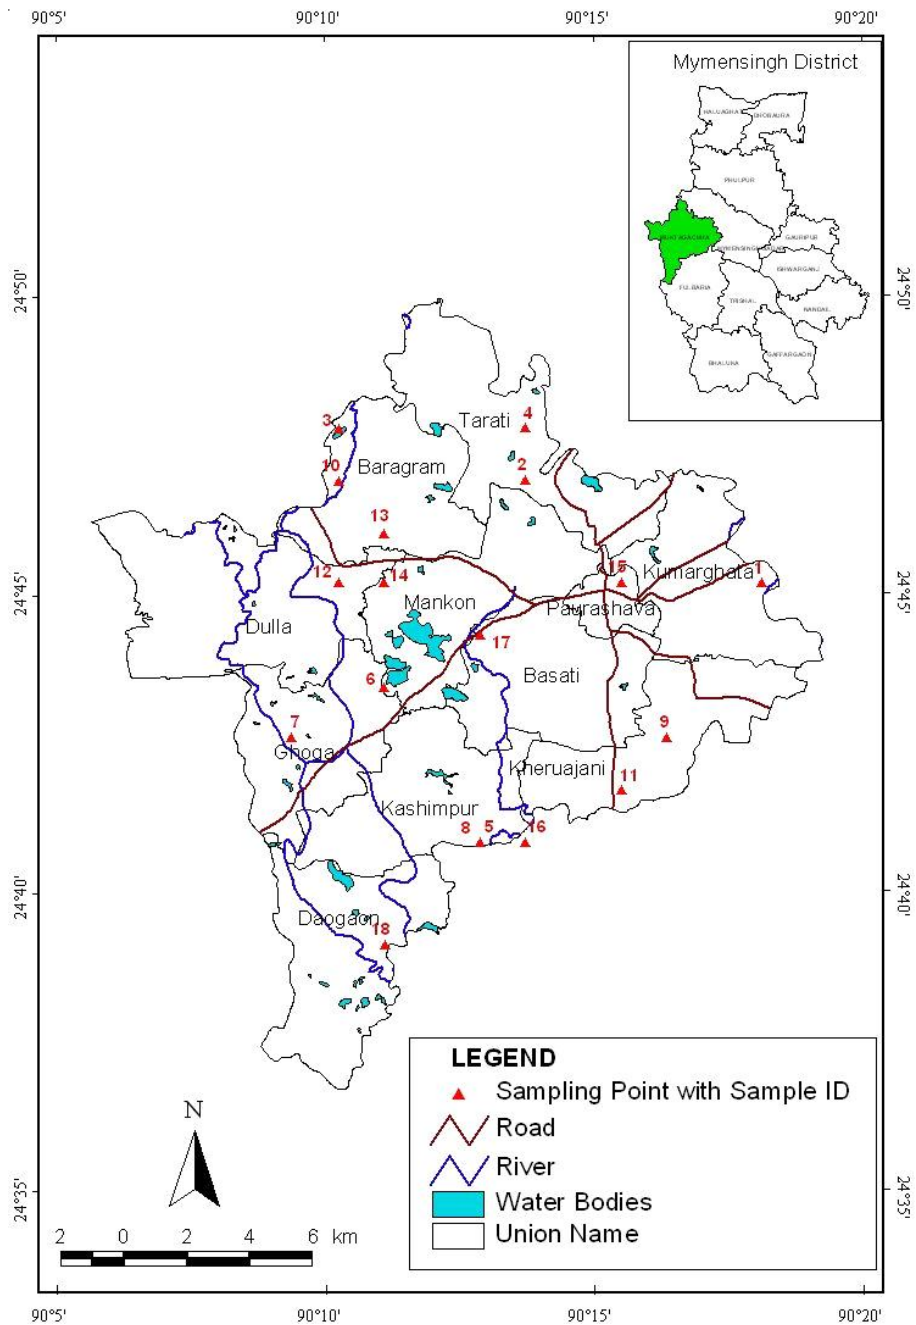 90°5' 90°10' 90°15' 90°20'
Mymensingh District
HALUAGHAT
DHOBAURA
PHULPUR
MUKTAGACHHA
MYMENSINGH SADAR
GAURIPUR
ISHWARGANJ
FULBARIA
TRISHAL
NANDAIL
BHALUKA
GAFFARGAON
24°50' 24°50'
3
Tarati
4
10
Baragram
2
13
12
14
15
Kumarghata
1
24°45' 24°45'
Mankon
Paurashava
Dulla
17
Basati
6
7
9
Ghoga
Kheruajani
11
Kashimpur
8 5 16
24°40' 24°40'
Daogaon
18
LEGEND
Sampling Point with Sample ID
Road
River
Water Bodies
Union Name
N
24°35' 24°35'
2 0 2 4 6 km
90°5' 90°10' 90°15' 90°20'